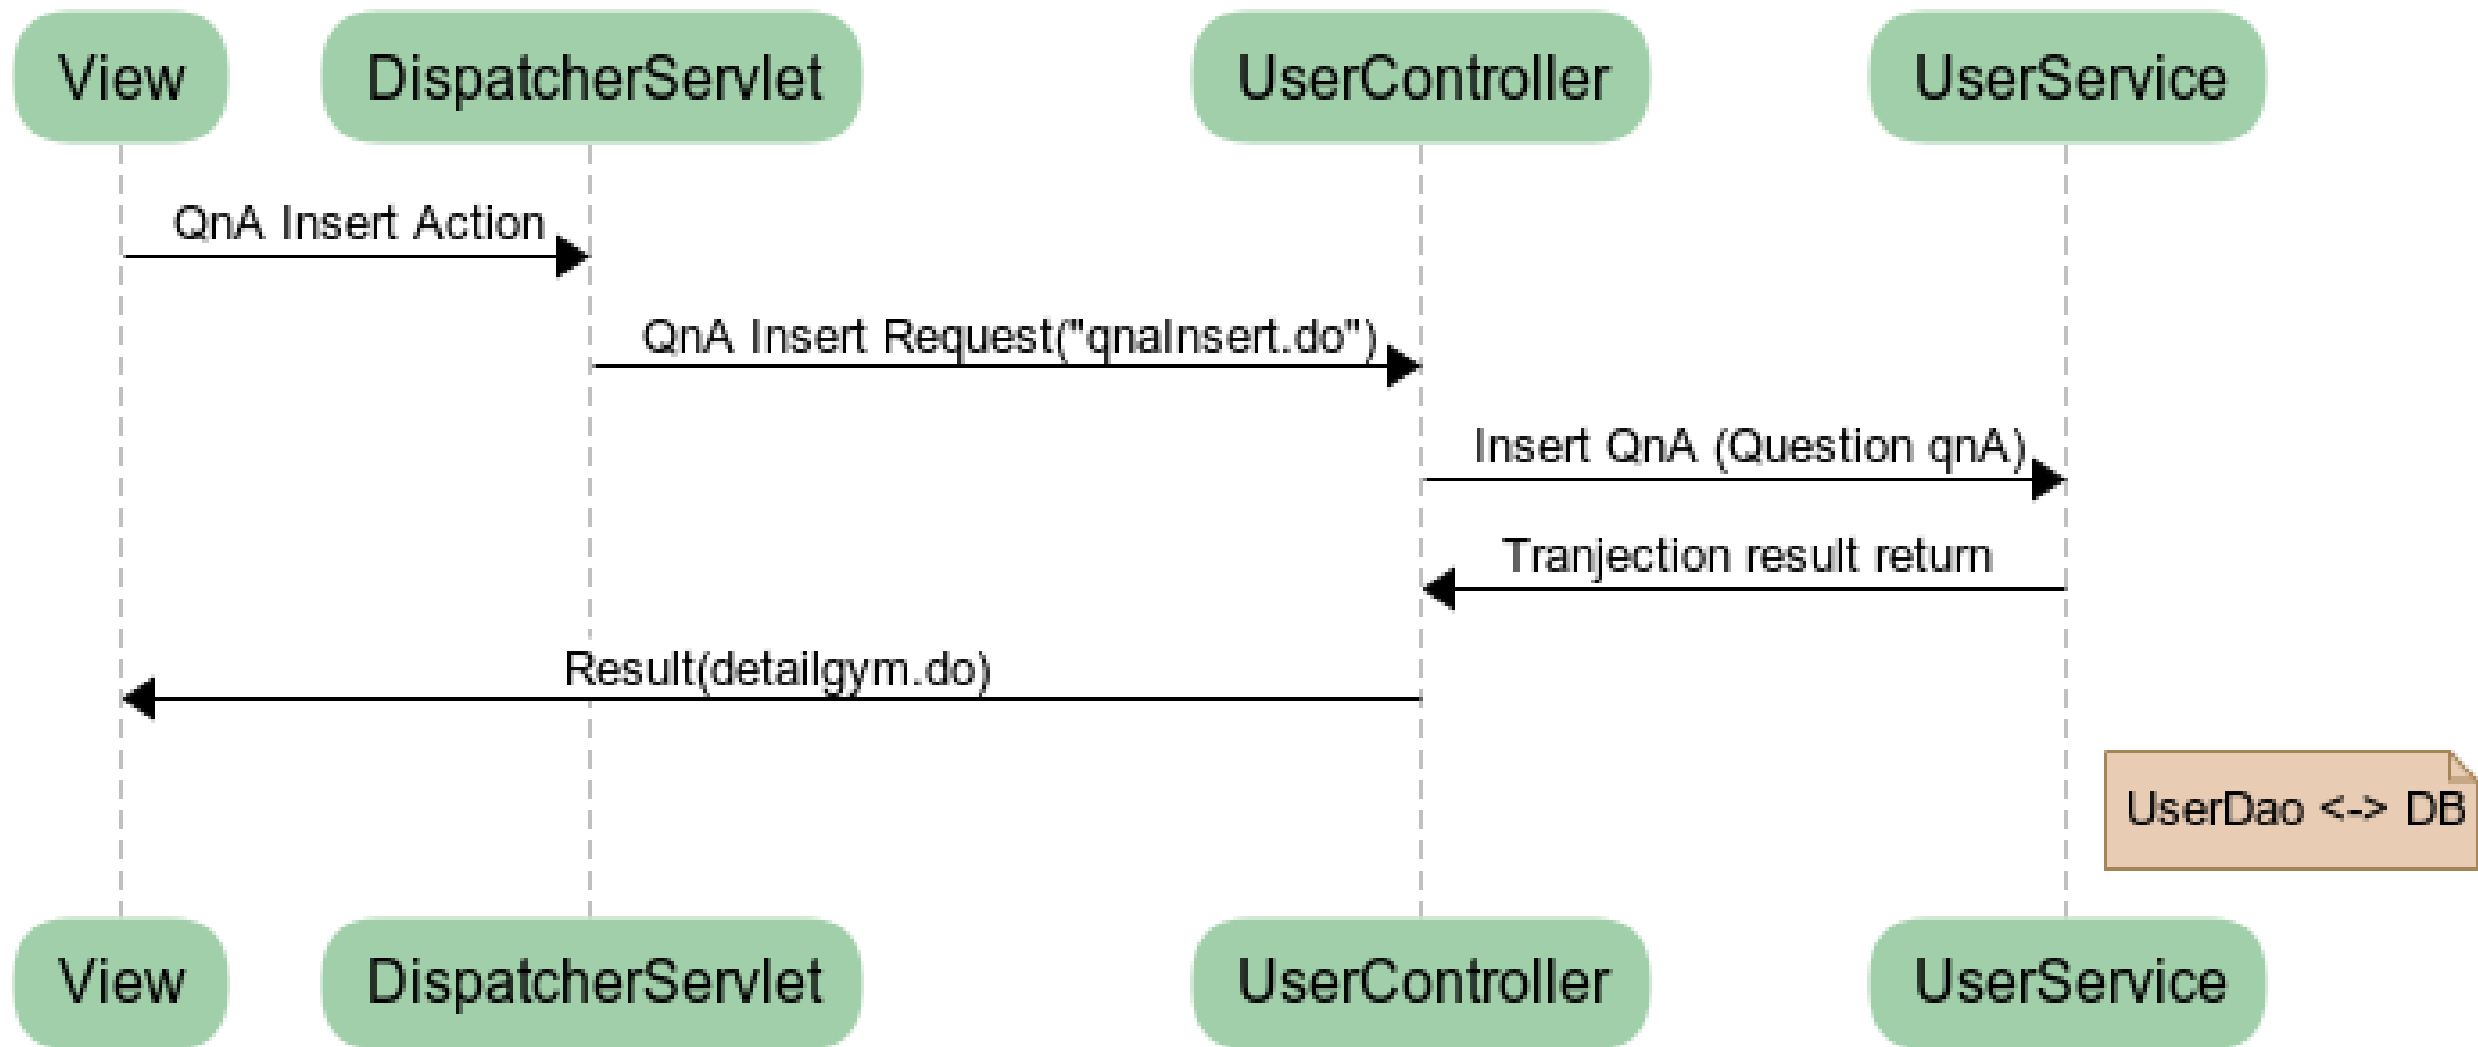 View
DispatcherServlet
UserController
UserService
QnA Insert Action
QnA Insert Request("qnaInsert.do")
Insert QnA (Question qnA)
Tranjection result return
Result(detailgym.do)
UserDao <-> DB
View
DispatcherServlet
UserController
UserService